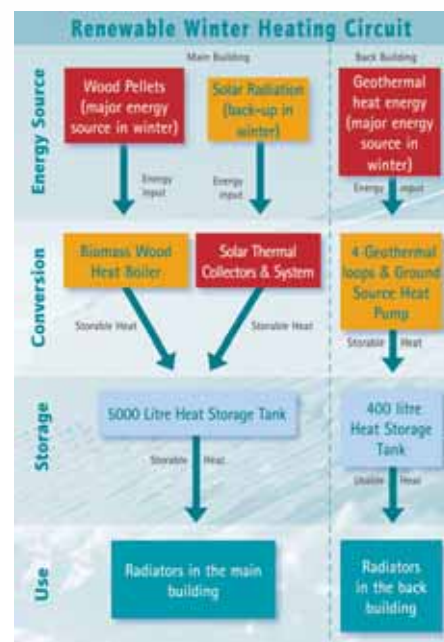 Renewable Winter Heating Circuit
Main Building
Back Building
Energy Source
Wood Pellets
(major energy
source in winter)
Solar Radiation
(back-up in
winter)
Geothermal
heat energy
(major energy
source in
winter)
Energy
input
Energy
input
Energy input
Conversion
Biomass Wood
Heat Boiler
Solar Thermal
Collectors & System
4 Geothermal
loops & Ground
Source Heat
Pump
Storable Heat
Storable Heat
Storable Heat
Storage
5000 Litre Heat Storage Tank
400 litre
Heat Storage
Tank
Storable Heat
Usable Heat
Use
Radiators in the main
building
Radiators
in the back
building